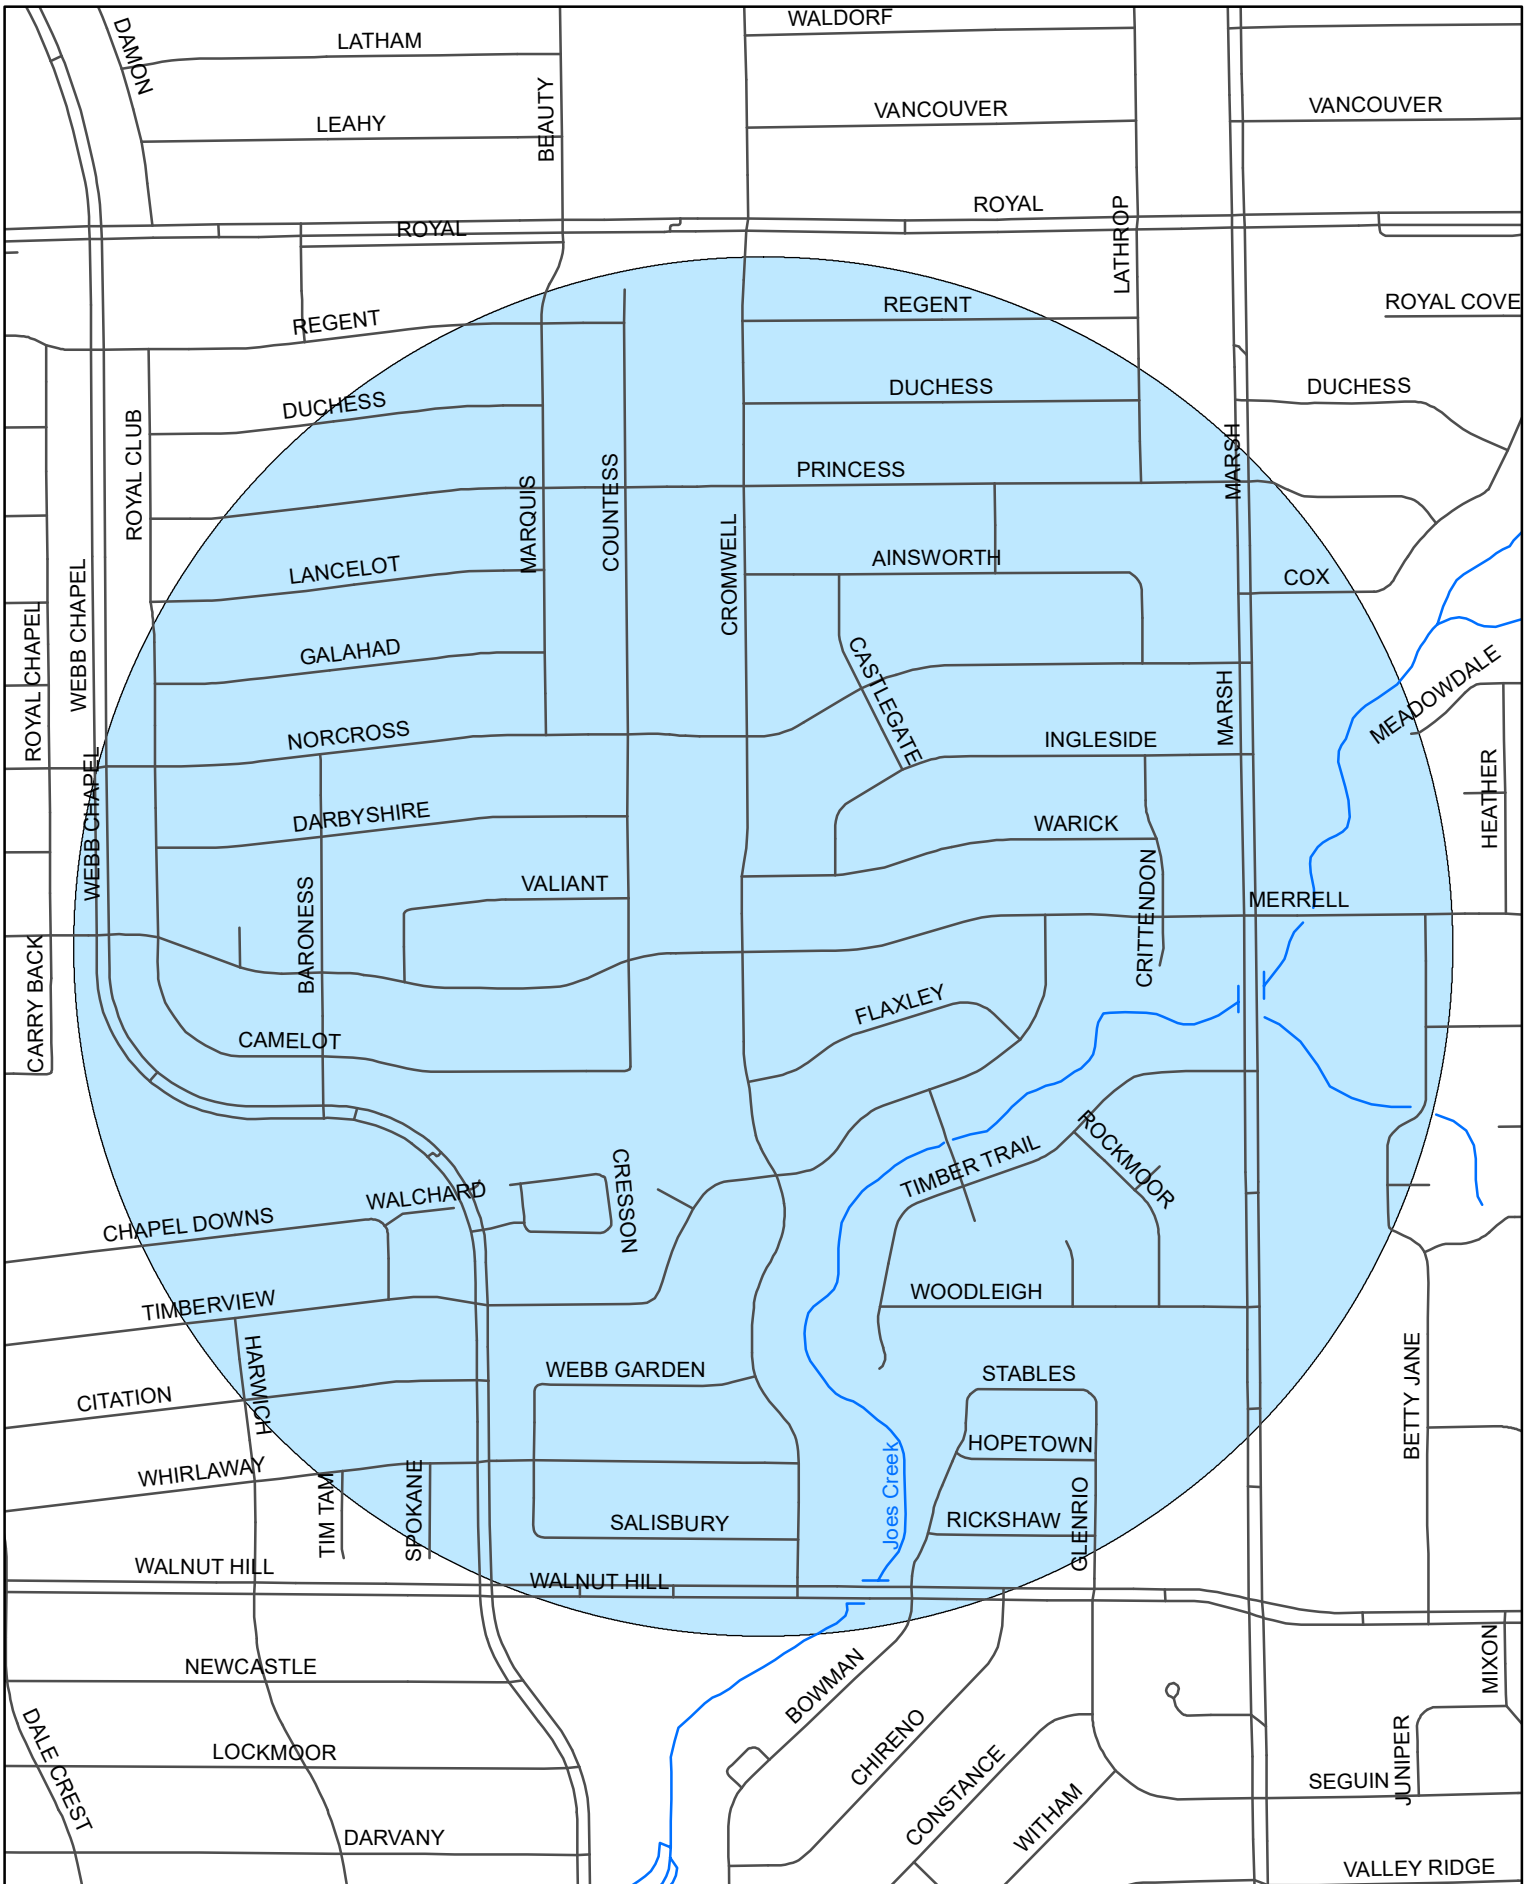 WALDORF
DAMON
LATHAM
BEAUTY
VANCOUVER
VANCOUVER
LEAHY
ROYAL
LATHROP
ROYAL
REGENT
REGENT
ROYAL COVE
DUCHESS
DUCHESS
DUCHESS
ROYAL CLUB
MARSH
PRINCESS
COUNTESS
MARQUIS
CROMWELL
AINSWORTH
LANCELOT
COX
WEBB CHAPEL
ROYAL CHAPEL
GALAHAD
CASTLEGATE
MEADOWDALE
MARSH
NORCROSS
INGLESIDE
HEATHER
WEBB CHAPEL
DARBYSHIRE
WARICK
VALIANT
CRITTENDON
MERRELL
BARONESS
CARRY BACK
FLAXLEY
CAMELOT
TIMBER TRAIL
ROCKMOOR
CRESSON
WALCHARD
CHAPEL DOWNS
WOODLEIGH
TIMBERVIEW
HARWICH
WEBB GARDEN
STABLES
BETTY JANE
CITATION
HOPETOWN
WHIRLAWAY
Joes Creek
TIM TAM
SPOKANE
GLENRIO
RICKSHAW
SALISBURY
WALNUT HILL
WALNUT HILL
NEWCASTLE
BOWMAN
MIXON
DALE CREST
LOCKMOOR
CHIRENO
CONSTANCE
WITHAM
SEGUIN
JUNIPER
DARVANY
VALLEY RIDGE